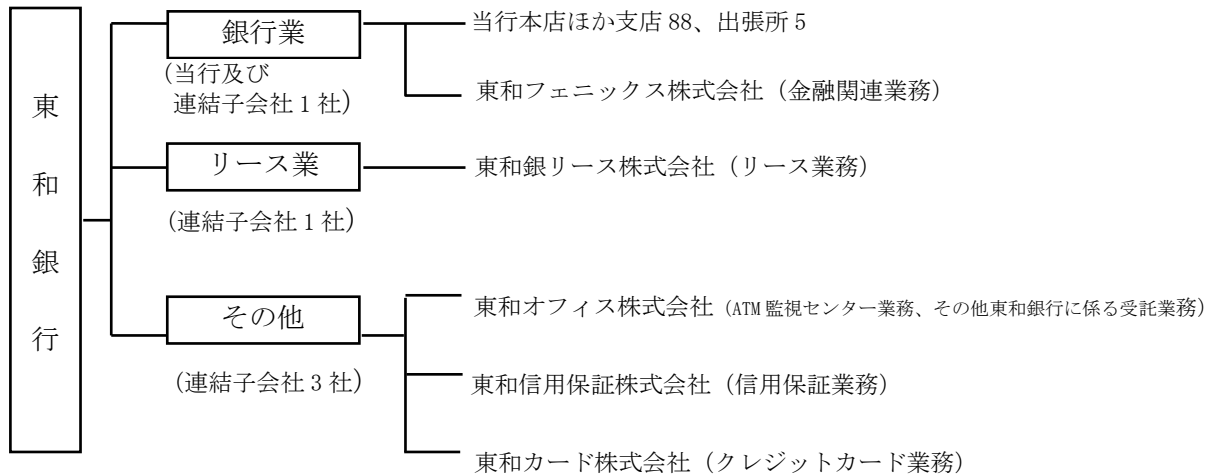 東和銀行
銀行業
当行本店ほか支店 88、出張所 5
(当行及び
連結子会社 1 社)
東和フェニックス株式会社（金融関連業務）
リース業
東和銀リース株式会社（リース業務）
(連結子会社 1 社)
その他
東和オフィス株式会社（ATM 監視センター業務、その他東和銀行に係る受託業務）
(連結子会社 3 社)
東和信用保証株式会社（信用保証業務）
東和カード株式会社（クレジットカード業務）